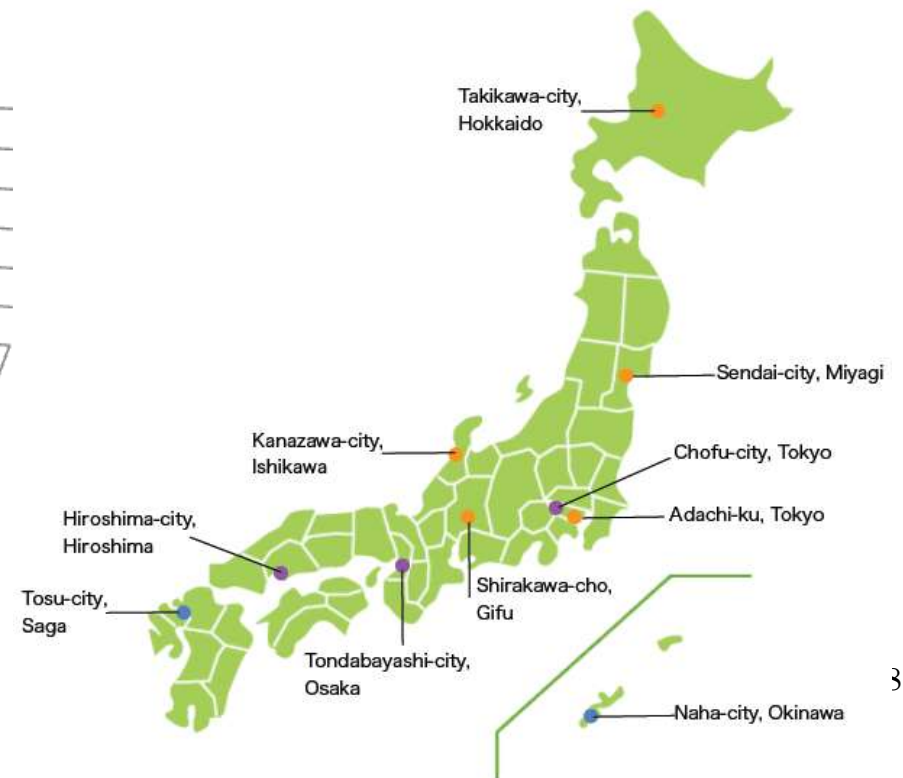 Takikawa-city,
Hokkaido
Sendai-city, Miyagi
Kanazawa-city,
Ishikawa
Chofu-city, Tokyo
Hiroshima-city,
Hiroshima
Adachi-ku, Tokyo
Shirakawa-cho,
Gifu
Tosu-city,
Saga
Tondabayashi-city,
Osaka
Naha-city, Okinawa